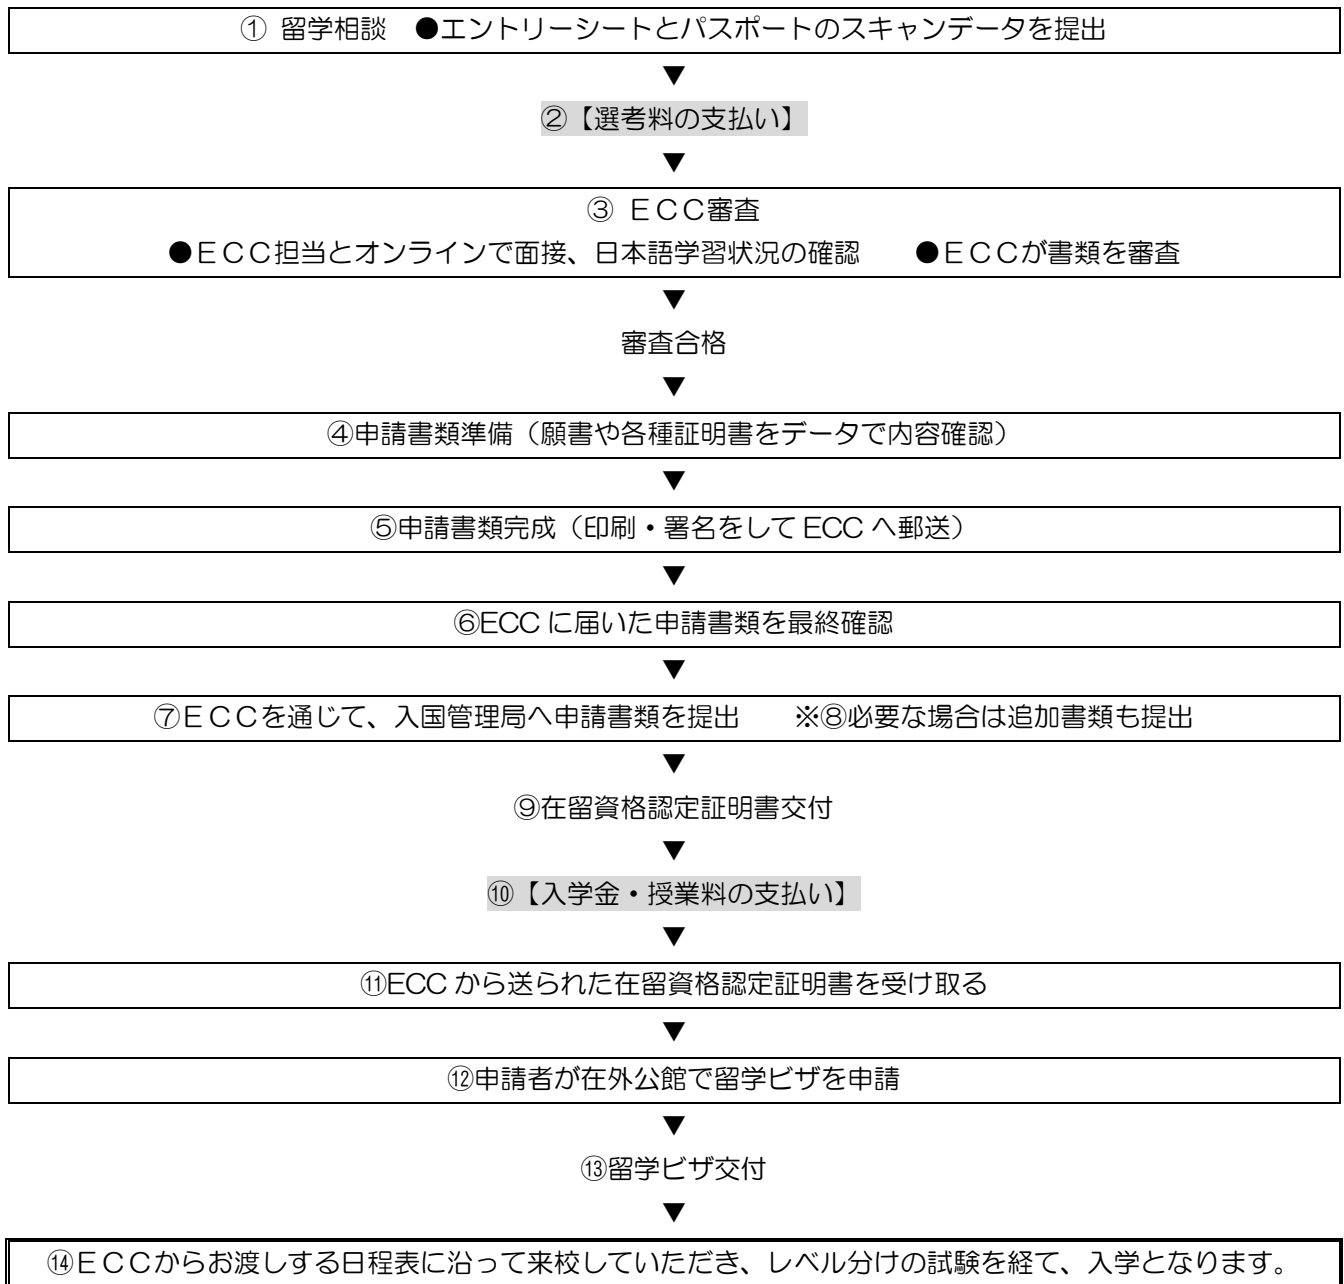 ① 留学相談　●エントリーシートとパスポートのスキャンデータを提出
▼
②【選考料の支払い】
▼
③ ＥＣＣ審査
●ＥＣＣ担当とオンラインで面接、日本語学習状況の確認　　●ＥＣＣが書類を審査
▼
審査合格
▼
④申請書類準備（願書や各種証明書をデータで内容確認）
▼
⑤申請書類完成（印刷・署名をして ECC へ郵送）
▼
⑥ECC に届いた申請書類を最終確認
▼
⑦ＥＣＣを通じて、入国管理局へ申請書類を提出　　※⑧必要な場合は追加書類も提出
▼
⑨在留資格認定証明書交付
▼
⑩【入学金・授業料の支払い】
▼
⑪ECC から送られた在留資格認定証明書を受け取る
▼
⑫申請者が在外公館で留学ビザを申請
▼
⑬留学ビザ交付
▼
⑭ＥＣＣからお渡しする日程表に沿って来校していただき、レベル分けの試験を経て、入学となります。